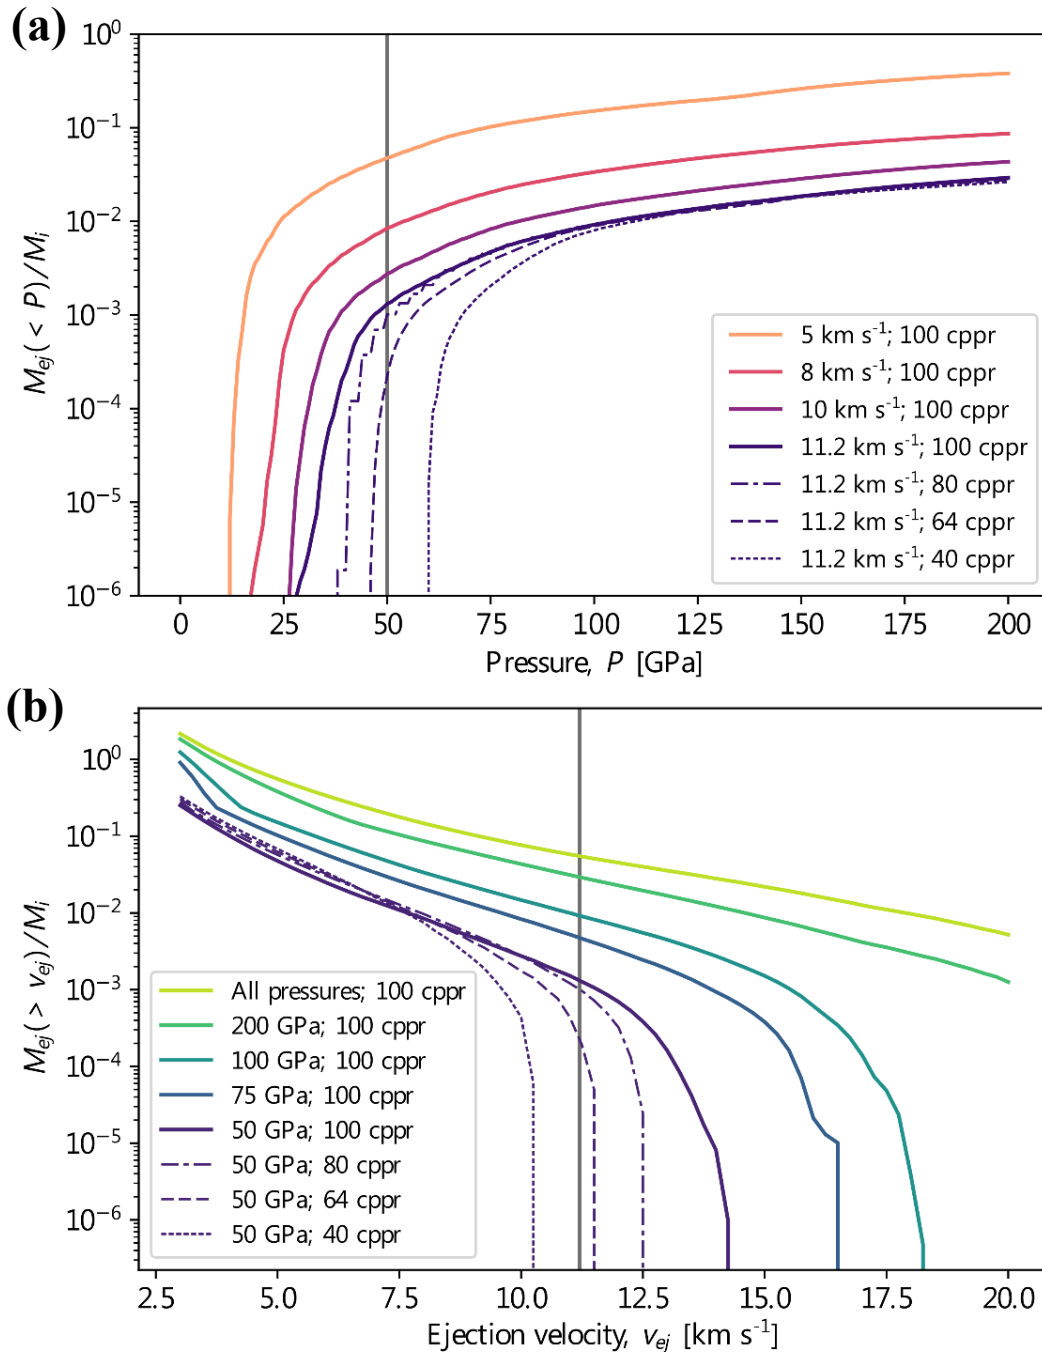 (a)
10⁰
10⁻¹
10⁻²
10⁻³
10⁻⁴
10⁻⁵
10⁻⁶
M_ej(< P)/M_i
5 km s⁻¹; 100 cppr
8 km s⁻¹; 100 cppr
10 km s⁻¹; 100 cppr
11.2 km s⁻¹; 100 cppr
11.2 km s⁻¹; 80 cppr
11.2 km s⁻¹; 64 cppr
11.2 km s⁻¹; 40 cppr
0 25 50 75 100 125 150 175 200
Pressure, P [GPa]
(b)
10⁰
10⁻¹
10⁻²
10⁻³
10⁻⁴
10⁻⁵
10⁻⁶
M_ej(> v_ej)/M_i
All pressures; 100 cppr
200 GPa; 100 cppr
100 GPa; 100 cppr
75 GPa; 100 cppr
50 GPa; 100 cppr
50 GPa; 80 cppr
50 GPa; 64 cppr
50 GPa; 40 cppr
2.5 5.0 7.5 10.0 12.5 15.0 17.5 20.0
Ejection velocity, v_ej [km s⁻¹]